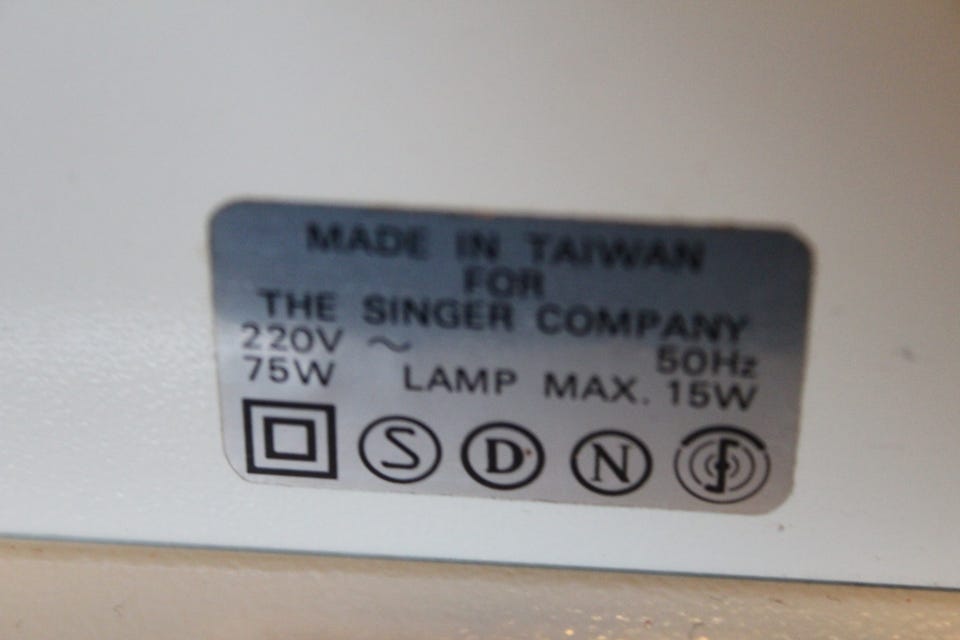 MADE IN TAIWAN
FOR
THE SINGER COMPANY
220V ~ 50Hz
75W LAMP MAX. 15W
S D N